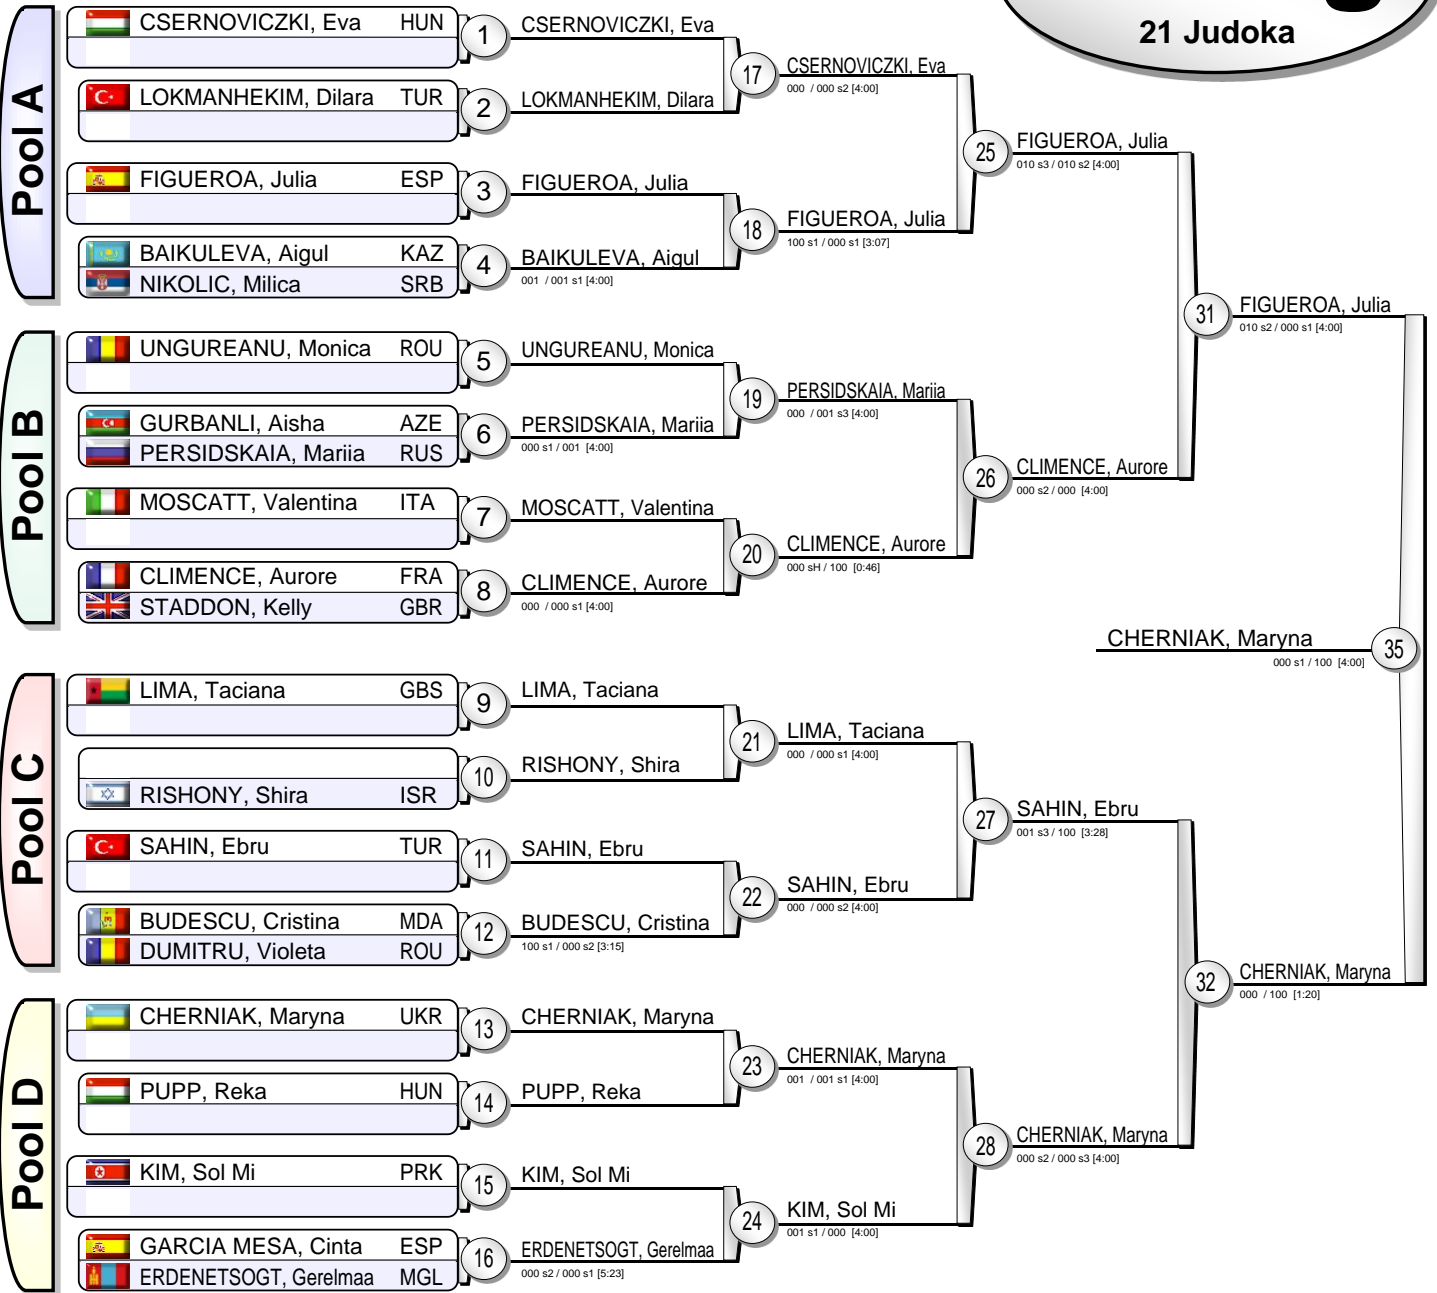 21 Judoka
Pool A
CSERNOVICZKI, Eva HUN
1
CSERNOVICZKI, Eva
LOKMANHEKIM, Dilara TUR
2
LOKMANHEKIM, Dilara
17
CSERNOVICZKI, Eva
000 / 000 s2 [4:00]
FIGUEROA, Julia ESP
3
FIGUEROA, Julia
BAIKULEVA, Aigul KAZ
NIKOLIC, Milica SRB
4
BAIKULEVA, Aigul
001 / 001 s1 [4:00]
18
FIGUEROA, Julia
100 s1 / 000 s1 [3:07]
25
FIGUEROA, Julia
010 s3 / 010 s2 [4:00]
Pool B
UNGUREANU, Monica ROU
5
UNGUREANU, Monica
GURBANLI, Aisha AZE
PERSIDSKAIA, Mariia RUS
6
PERSIDSKAIA, Mariia
000 s1 / 001 [4:00]
19
PERSIDSKAIA, Mariia
000 / 001 s3 [4:00]
MOSCATT, Valentina ITA
7
MOSCATT, Valentina
CLIMENCE, Aurore FRA
STADDON, Kelly GBR
8
CLIMENCE, Aurore
000 / 000 s1 [4:00]
20
CLIMENCE, Aurore
000 sH / 100 [0:46]
26
CLIMENCE, Aurore
000 s2 / 000 [4:00]
31
FIGUEROA, Julia
010 s2 / 000 s1 [4:00]
CHERNIAK, Maryna
000 s1 / 100 [4:00]
35
Pool C
LIMA, Taciana GBS
9
LIMA, Taciana
RISHONY, Shira ISR
10
RISHONY, Shira
21
LIMA, Taciana
000 / 000 s1 [4:00]
SAHIN, Ebru TUR
11
SAHIN, Ebru
BUDESCU, Cristina MDA
DUMITRU, Violeta ROU
12
BUDESCU, Cristina
100 s1 / 000 s2 [3:15]
22
SAHIN, Ebru
000 / 000 s2 [4:00]
27
SAHIN, Ebru
001 s3 / 100 [3:28]
Pool D
CHERNIAK, Maryna UKR
13
CHERNIAK, Maryna
PUPP, Reka HUN
14
PUPP, Reka
23
CHERNIAK, Maryna
001 / 001 s1 [4:00]
KIM, Sol Mi PRK
15
KIM, Sol Mi
GARCIA MESA, Cinta ESP
ERDENETSOGT, Gerelmaa MGL
16
ERDENETSOGT, Gerelmaa
000 s2 / 000 s1 [5:23]
24
KIM, Sol Mi
001 s1 / 000 [4:00]
28
CHERNIAK, Maryna
000 s2 / 000 s3 [4:00]
32
CHERNIAK, Maryna
000 / 100 [1:20]